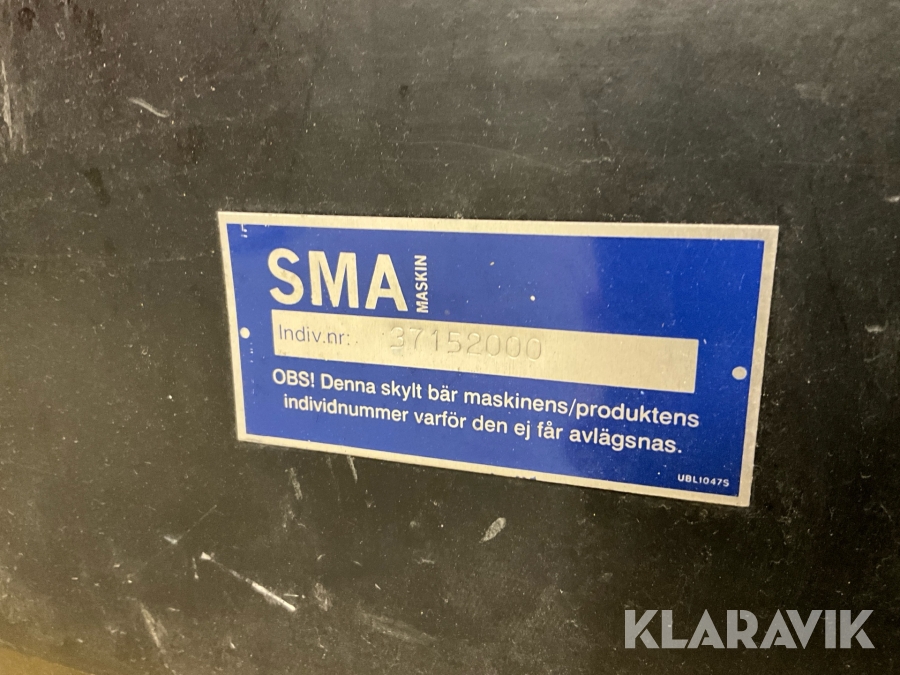 SMA MASKIN
Indiv.nr: 37152000
OBS! Denna skylt bär maskinens/produktens
individnummer varför den ej får avlägsnas.
UBL1047S
KLARAVIK